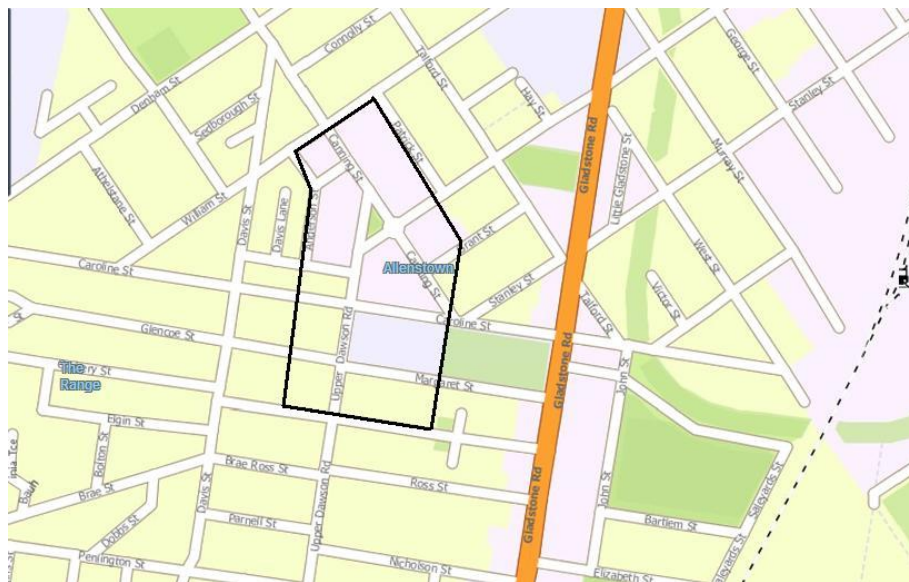 Connolly St
Talford St
George St
Denham St
Sedborough St
Hay St
Stanley St
Patrick St
Canning St
Gladstone Rd
Murray St
Little Gladstone St
Athelstane St
William St
Davis St
Davis Lane
Anderson St
Grant St
West St
Caroline St
Canning St
Allenstown
Stanley St
Victor St
Talford St
Caroline St
Glencoe St
Upper Dawson Rd
Gladstone Rd
John St
The
Range
Margaret St
Elgin St
Bolton St
Brae Ross St
Ross St
Brae St
Davis St
Upper Dawson Rd
Gladstone Rd
John St
Saleyards St
Dobbs St
Parnell St
Bartlem St
Penlington St
Nicholson St
Elizabeth St
Saleyards St